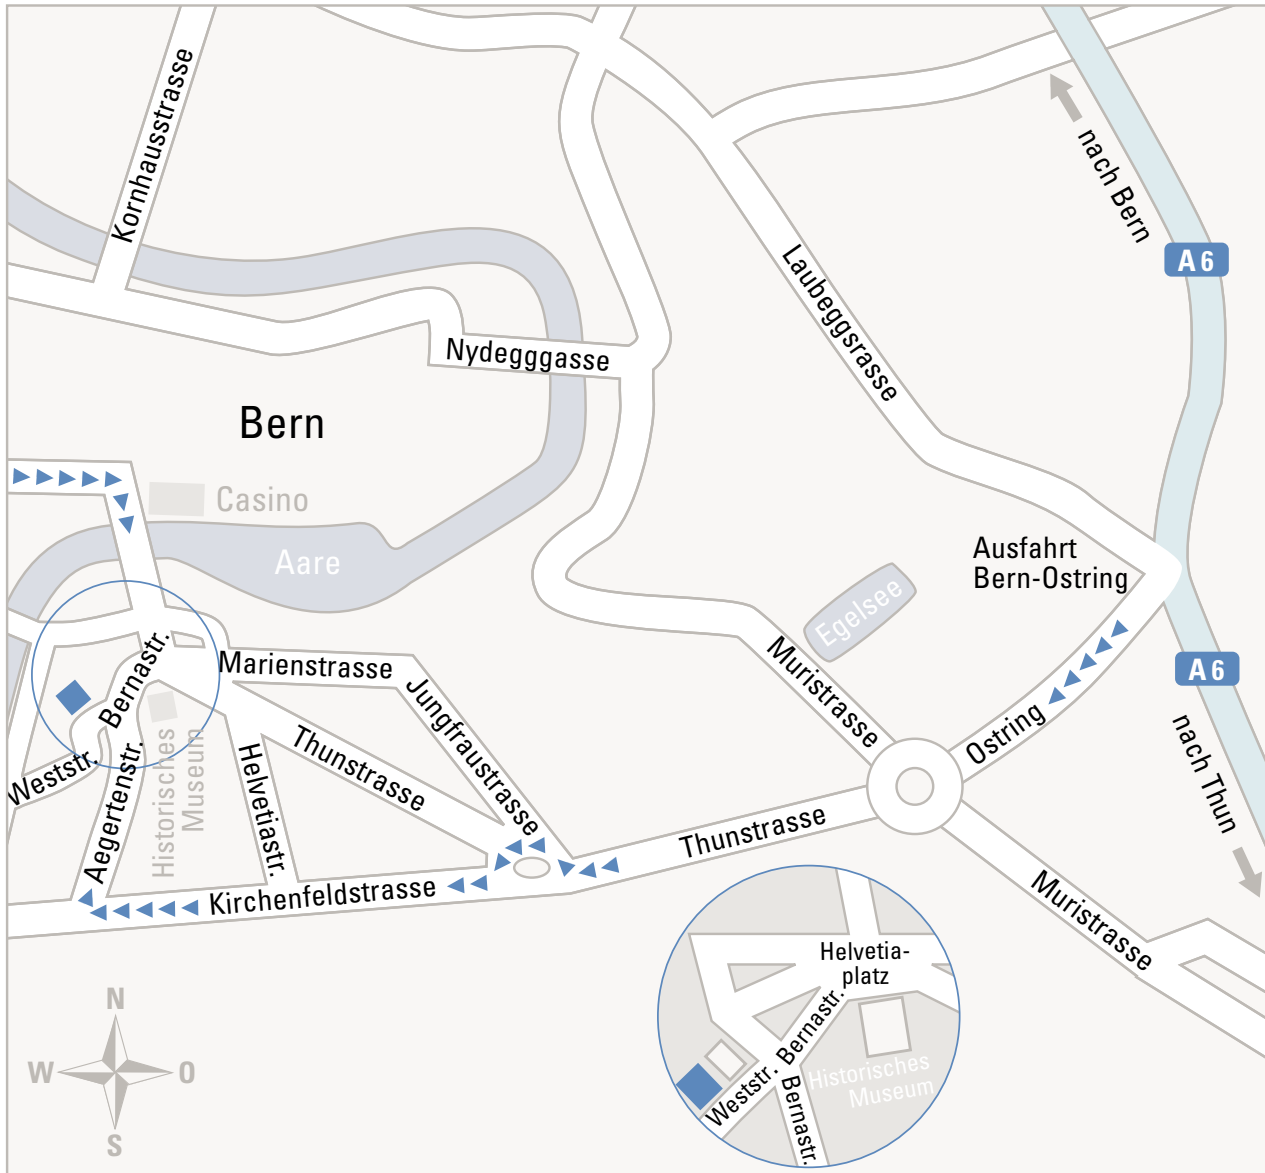 Kornhausstrasse
nach Bern
A 6
Laubeggsrasse
Nydegggasse
Bern
Casino
Aare
Ausfahrt
Bern-Ostring
Egelsee
Bernastr.
Marienstrasse
Muristrasse
A 6
Jungfraustrasse
Ostring
nach Thun
Weststr.
Aegertenstr.
Historisches
Museum
Helvetiastr.
Thunstrasse
Thunstrasse
Kirchenfeldstrasse
Muristrasse
Helvetia-
platz
Bernastr.
Weststr.
Bernastr.
Historisches
Museum
N
W
O
S